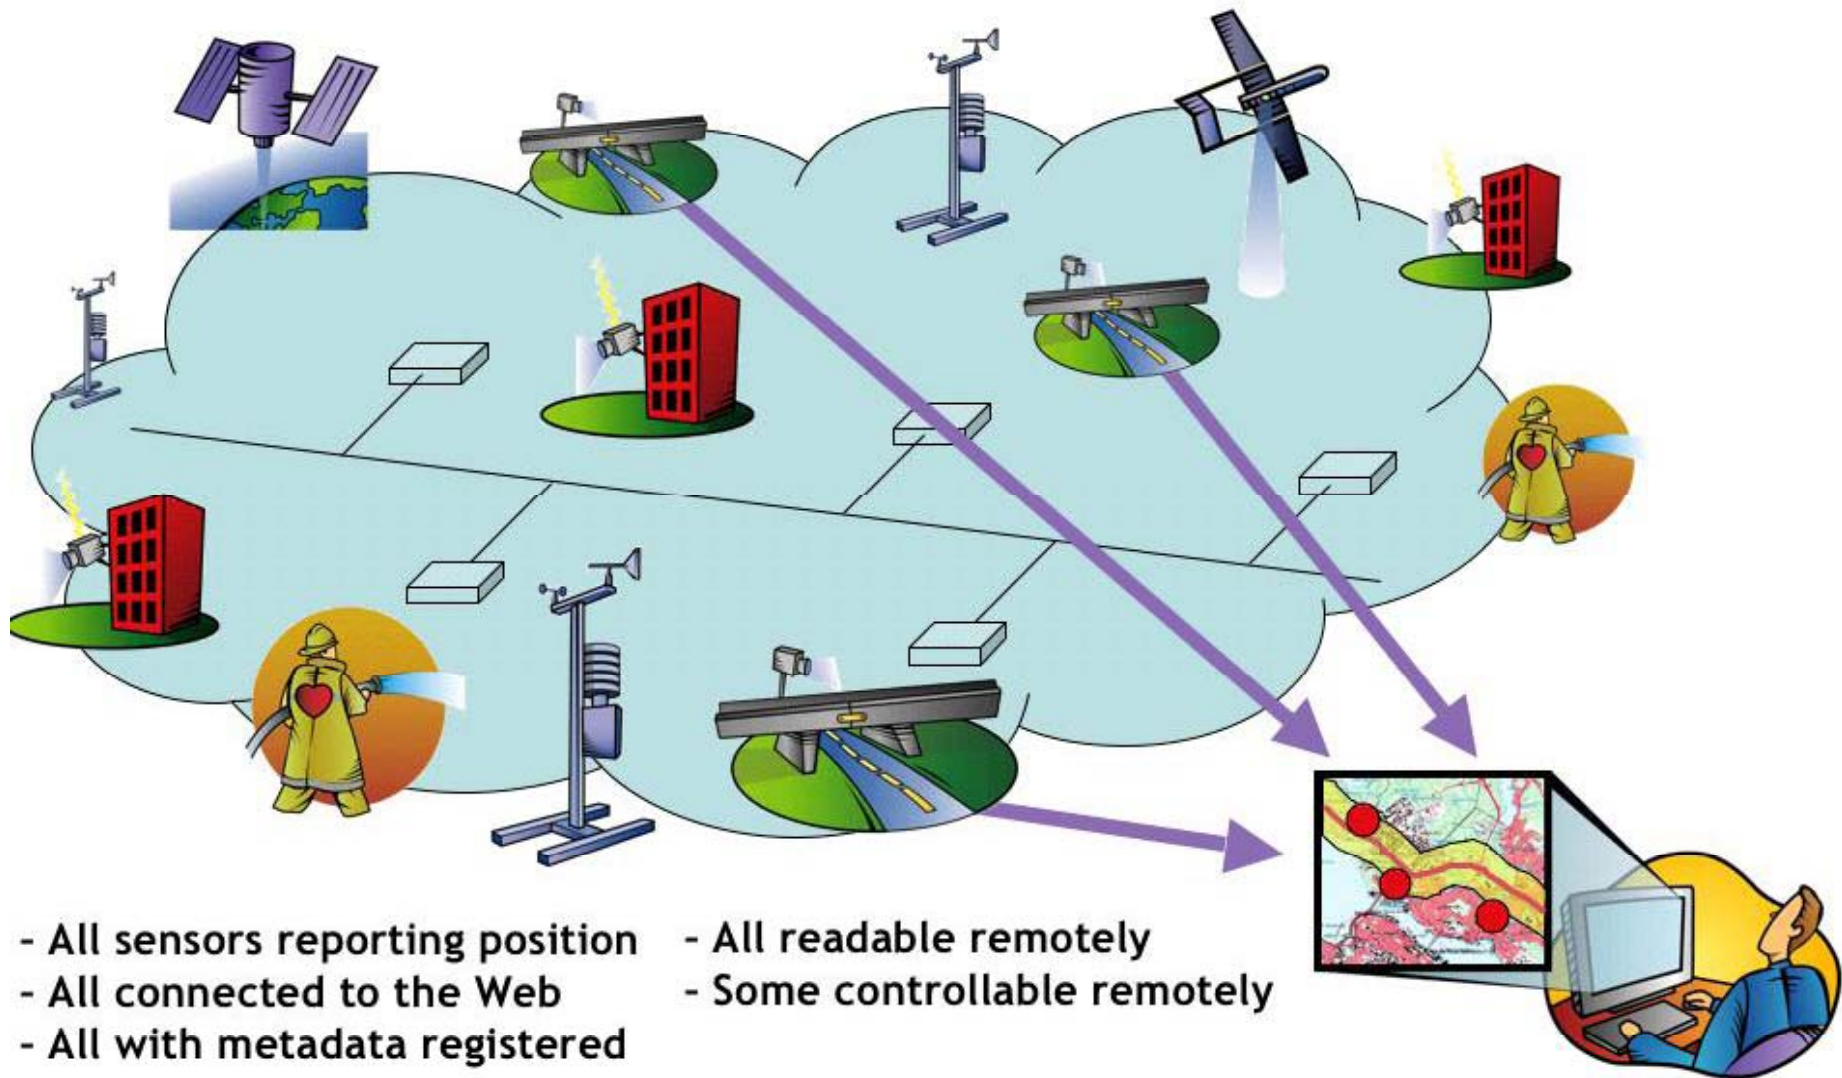 - All sensors reporting position
- All connected to the Web
- All with metadata registered
- All readable remotely
- Some controllable remotely